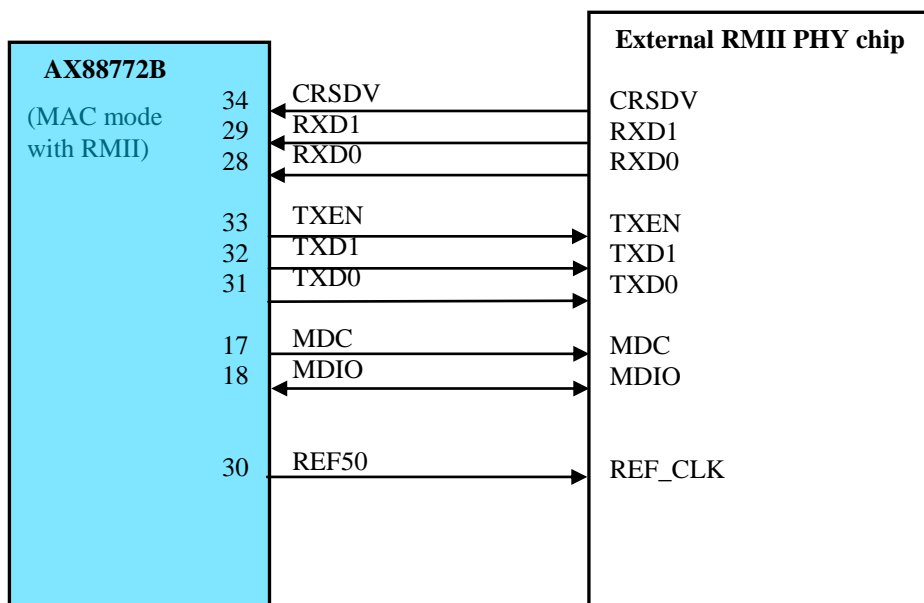 External RMII PHY chip
AX88772B
(MAC mode
with RMII)
34 CRSDV CRSDV
29 RXD1 RXD1
28 RXD0 RXD0
33 TXEN TXEN
32 TXD1 TXD1
31 TXD0 TXD0
17 MDC MDC
18 MDIO MDIO
30 REF50 REF_CLK